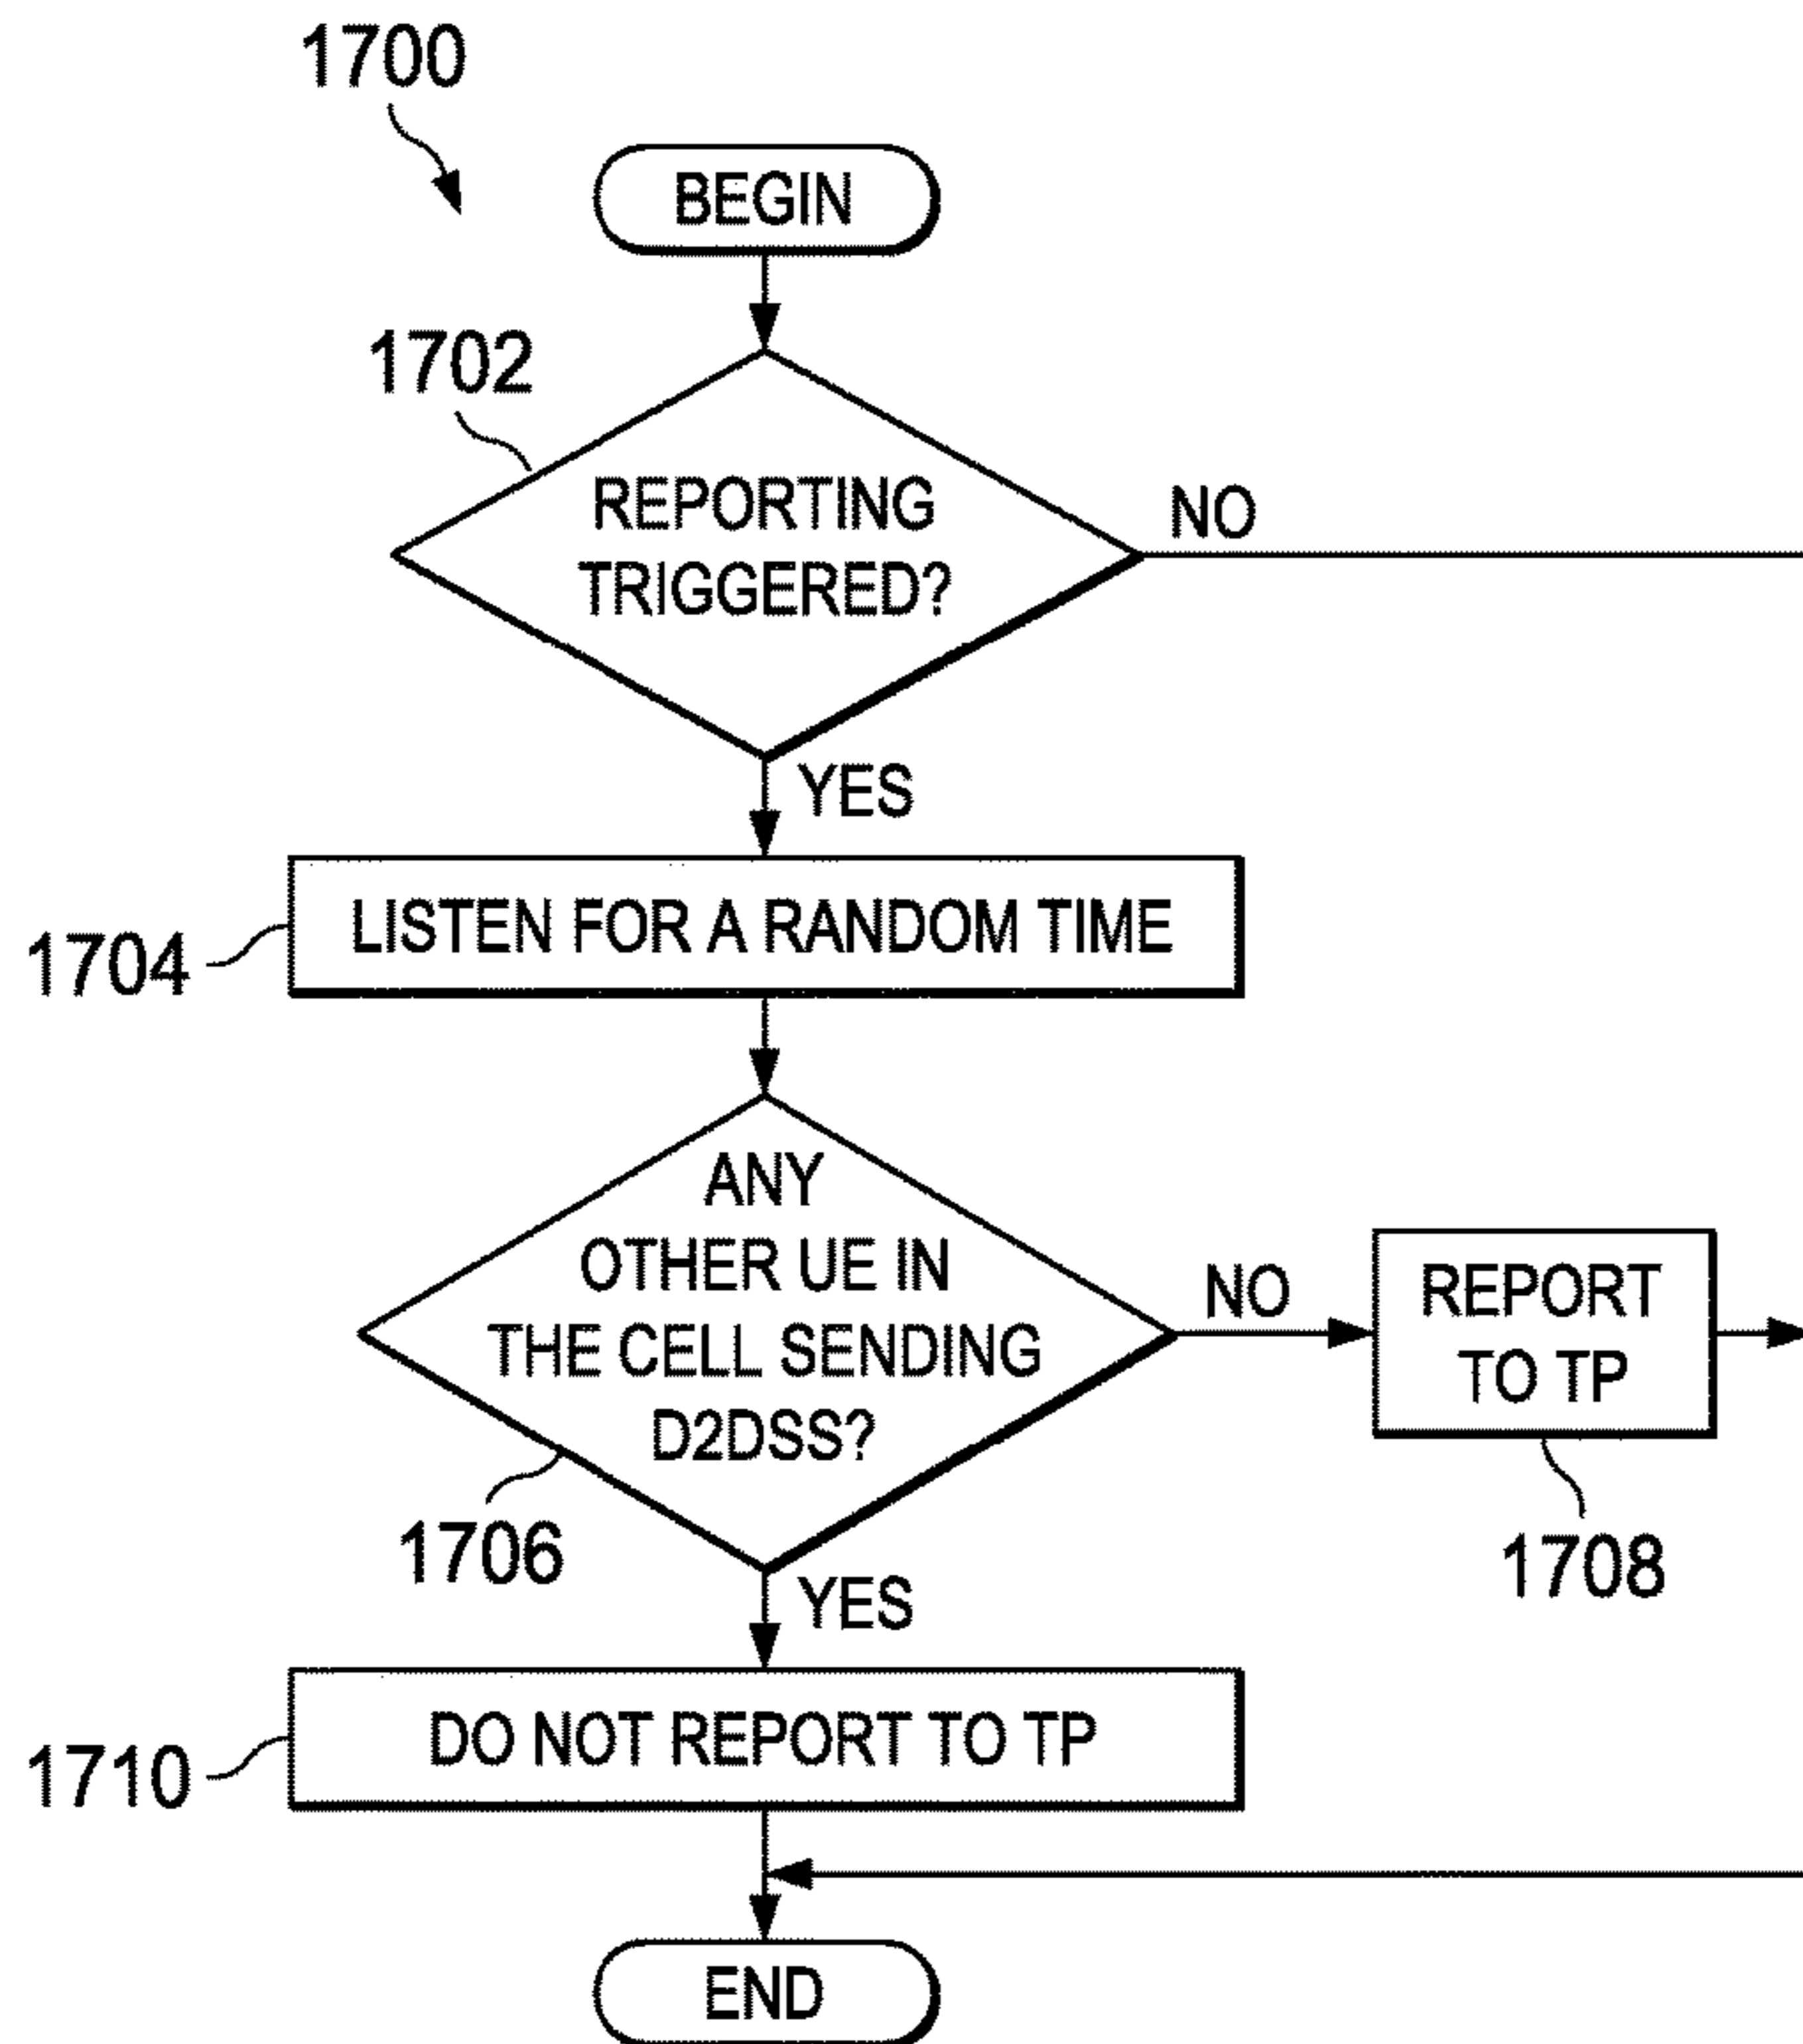 1700
BEGIN
1702
REPORTING
TRIGGERED?
NO
YES
LISTEN FOR A RANDOM TIME
1704
ANY
OTHER UE IN
THE CELL SENDING
D2DSS?
NO
REPORT
TO TP
1706
1708
YES
DO NOT REPORT TO TP
1710
END